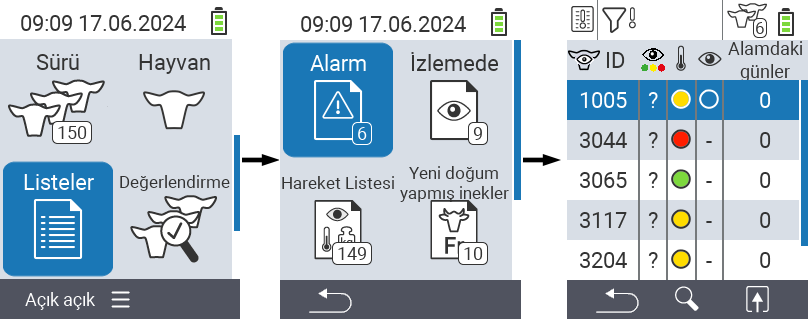 09:09 17.06.2024
Sürü
Hayvan
150
Listeler
Değerlendirme
Açık açık
09:09 17.06.2024
Alarm
İzlemede
6
9
Hareket Listesi
Yeni doğum
yapmış inekler
149
Fr
10
6
ID
Alamdaki
günler
1005 ? 0
3044 ? - 0
3065 ? - 0
3117 ? - 0
3204 ? - 0